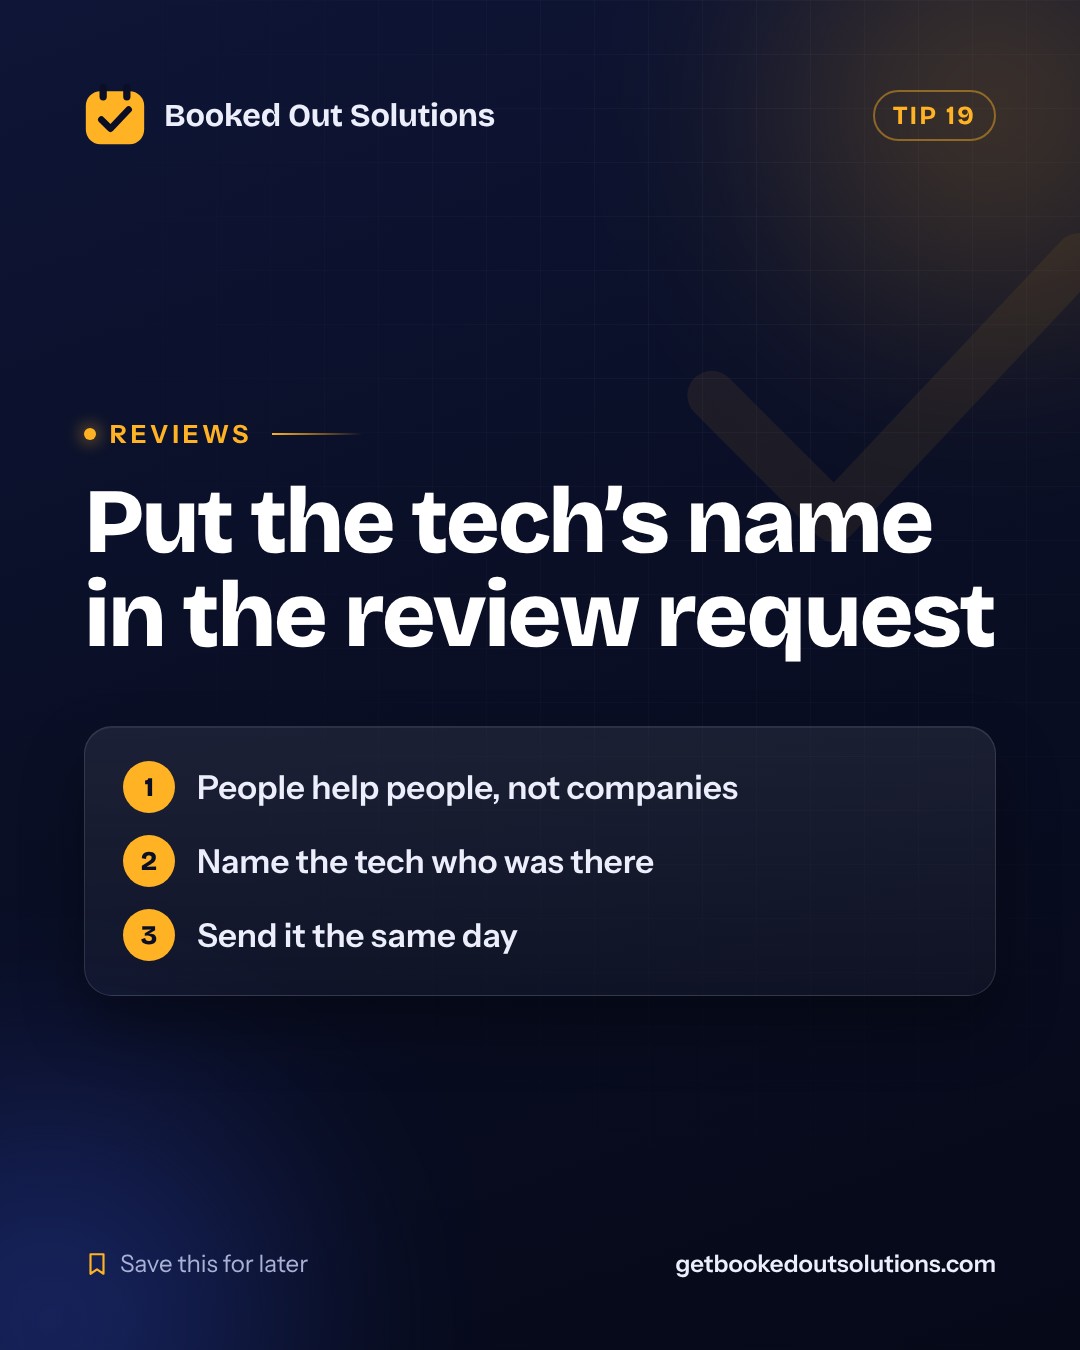 Booked Out Solutions
TIP 19
REVIEWS
Put the tech’s name
in the review request
1 People help people, not companies
2 Name the tech who was there
3 Send it the same day
Save this for later
getbookedoutsolutions.com